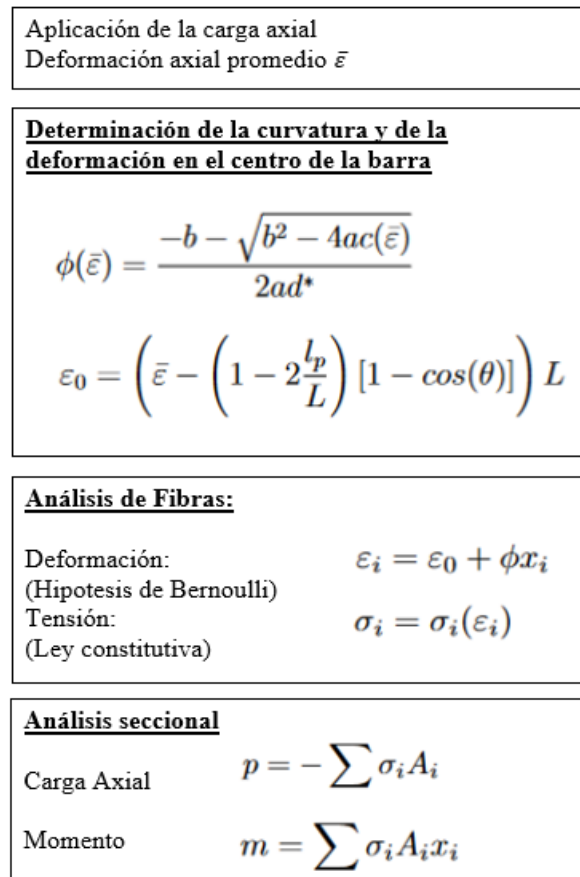 Aplicación de la carga axial
Deformación axial promedio ε̄
Determinación de la curvatura y de la
deformación en el centro de la barra
ϕ(ε̄) = (−b − √(b² − 4ac(ε̄))) / (2ad*)
ε₀ = (ε̄ − (1 − 2 l_p/L) [1 − cos(θ)]) L
Análisis de Fibras:
Deformación: εᵢ = ε₀ + ϕxᵢ
(Hipotesis de Bernoulli)
Tensión: σᵢ = σᵢ(εᵢ)
(Ley constitutiva)
Análisis seccional
Carga Axial p = − ∑ σᵢAᵢ
Momento m = ∑ σᵢAᵢxᵢ